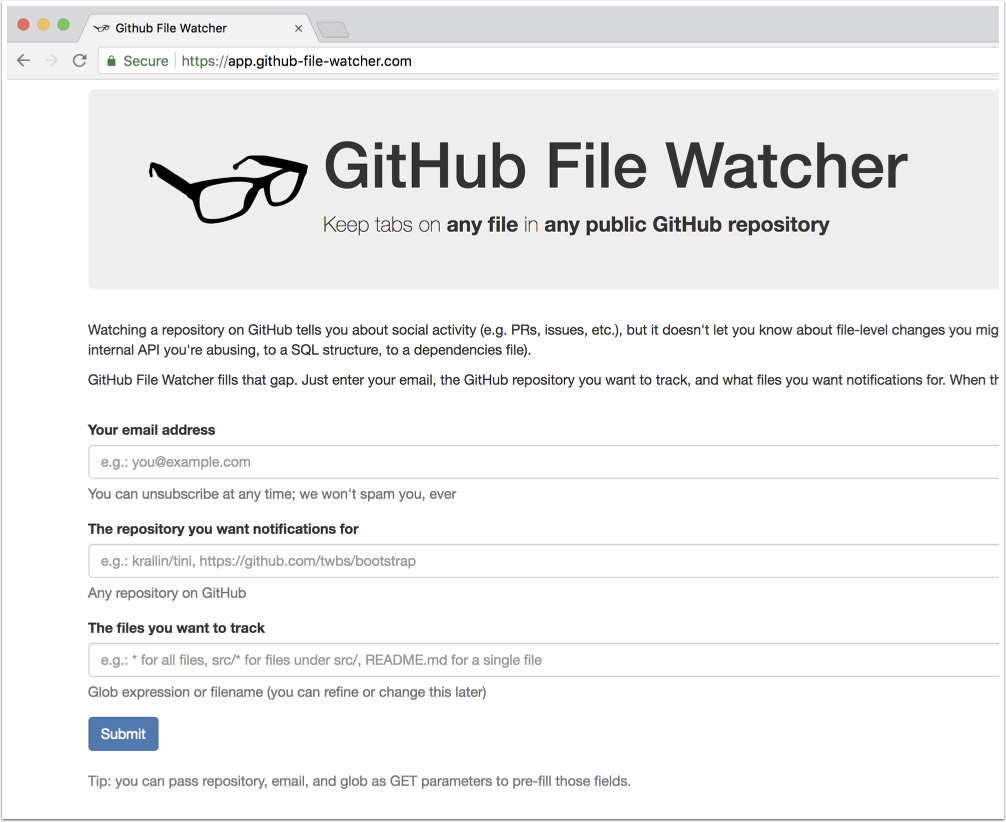 Github File Watcher
Secure https://app.github-file-watcher.com
GitHub File Watcher
Keep tabs on any file in any public GitHub repository
Watching a repository on GitHub tells you about social activity (e.g. PRs, issues, etc.), but it doesn't let you know about file-level changes you mig
internal API you're abusing, to a SQL structure, to a dependencies file).
GitHub File Watcher fills that gap. Just enter your email, the GitHub repository you want to track, and what files you want notifications for. When th
Your email address
e.g.: you@example.com
You can unsubscribe at any time; we won't spam you, ever
The repository you want notifications for
e.g.: krallin/tini, https://github.com/twbs/bootstrap
Any repository on GitHub
The files you want to track
e.g.: * for all files, src/* for files under src/, README.md for a single file
Glob expression or filename (you can refine or change this later)
Submit
Tip: you can pass repository, email, and glob as GET parameters to pre-fill those fields.